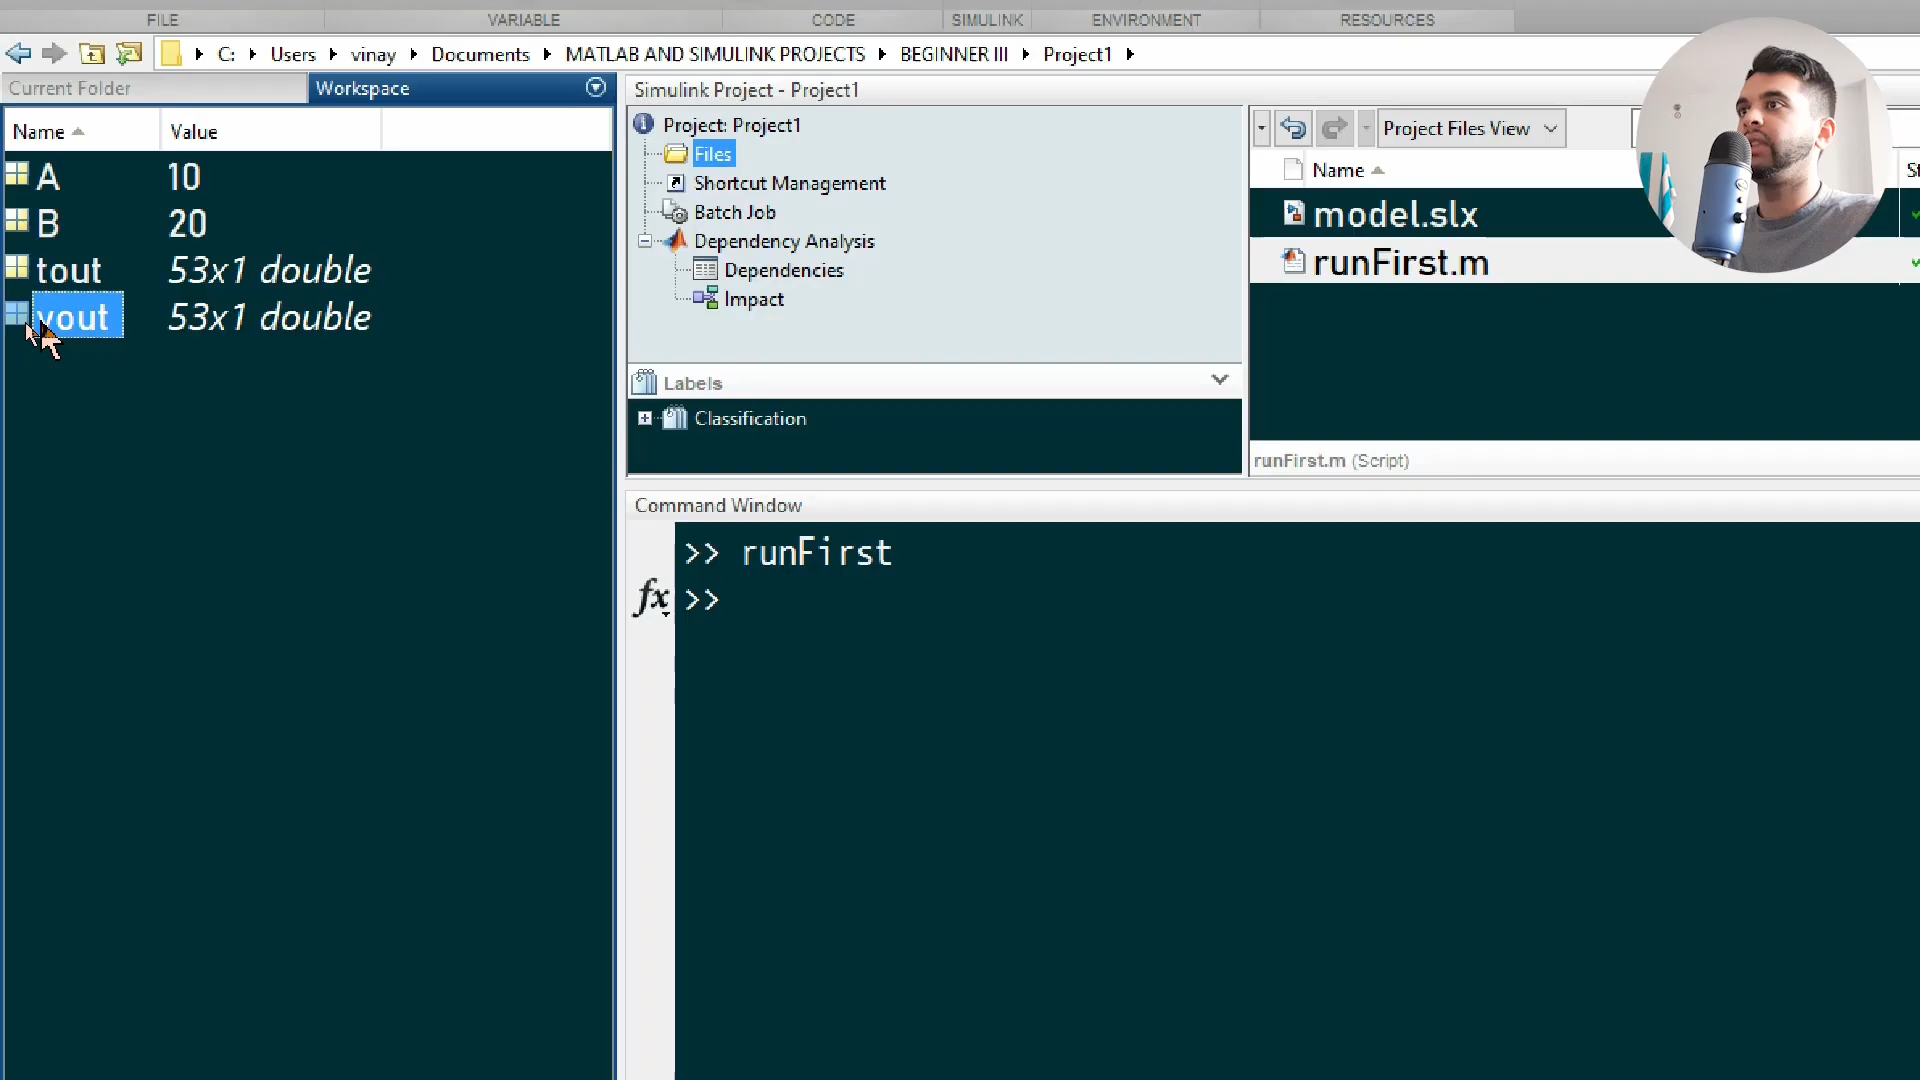 FILE VARIABLE CODE SIMULINK ENVIRONMENT RESOURCES
C: Users vinay Documents MATLAB AND SIMULINK PROJECTS BEGINNER III Project1
Current Folder Workspace
Name Value
A 10
B 20
tout 53x1 double
yout 53x1 double
Simulink Project - Project1
Project: Project1
Files
Shortcut Management
Batch Job
Dependency Analysis
Dependencies
Impact
Labels
Classification
Project Files View
Name
model.slx
runFirst.m
runFirst.m (Script)
Command Window
>> runFirst
fx >>